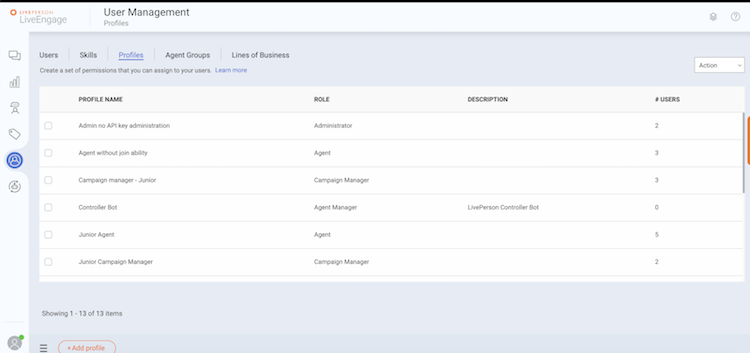 LIVEPERSON
LiveEngage
User Management
Profiles
Users Skills Profiles Agent Groups Lines of Business
Create a set of permissions that you can assign to your users. Learn more
Action
PROFILE NAME ROLE DESCRIPTION # USERS
Admin no API key administration Administrator 2
Agent without join ability Agent 3
Campaign manager - Junior Campaign Manager 3
Controller Bot Agent Manager LivePerson Controller Bot 0
Junior Agent Agent 5
Junior Campaign Manager Campaign Manager 2
Showing 1 - 13 of 13 items
+Add profile